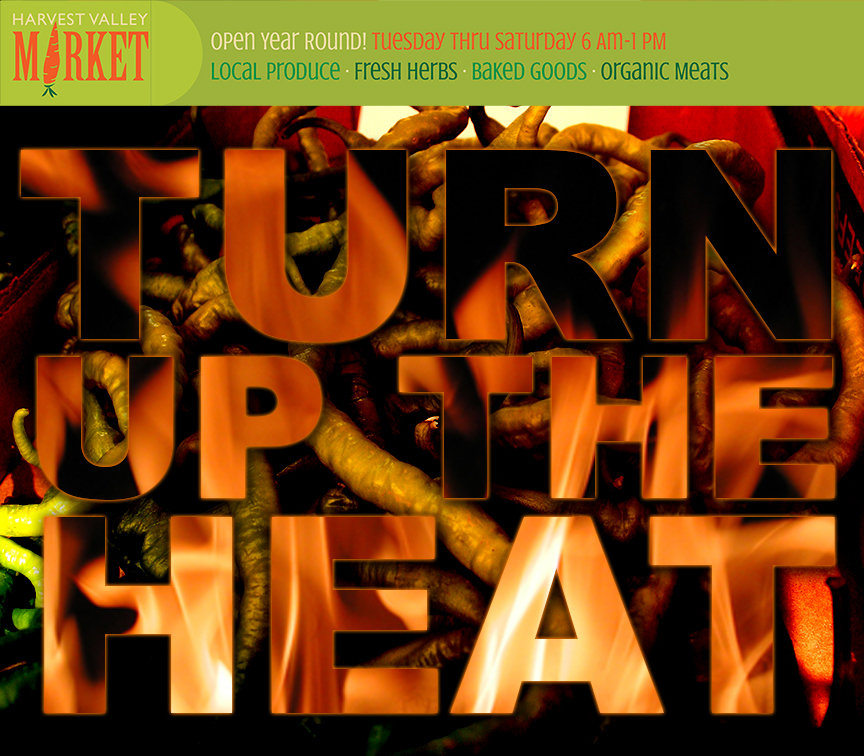 HARVEST VALLEY
MARKET
OPEN YEAR ROUND! TUESDAY THRU SATURDAY 6 AM-1 PM
LOCAL PRODUCE · FRESH HERBS · BAKED GOODS · ORGANIC MEATS
TURN
UP THE
HEAT